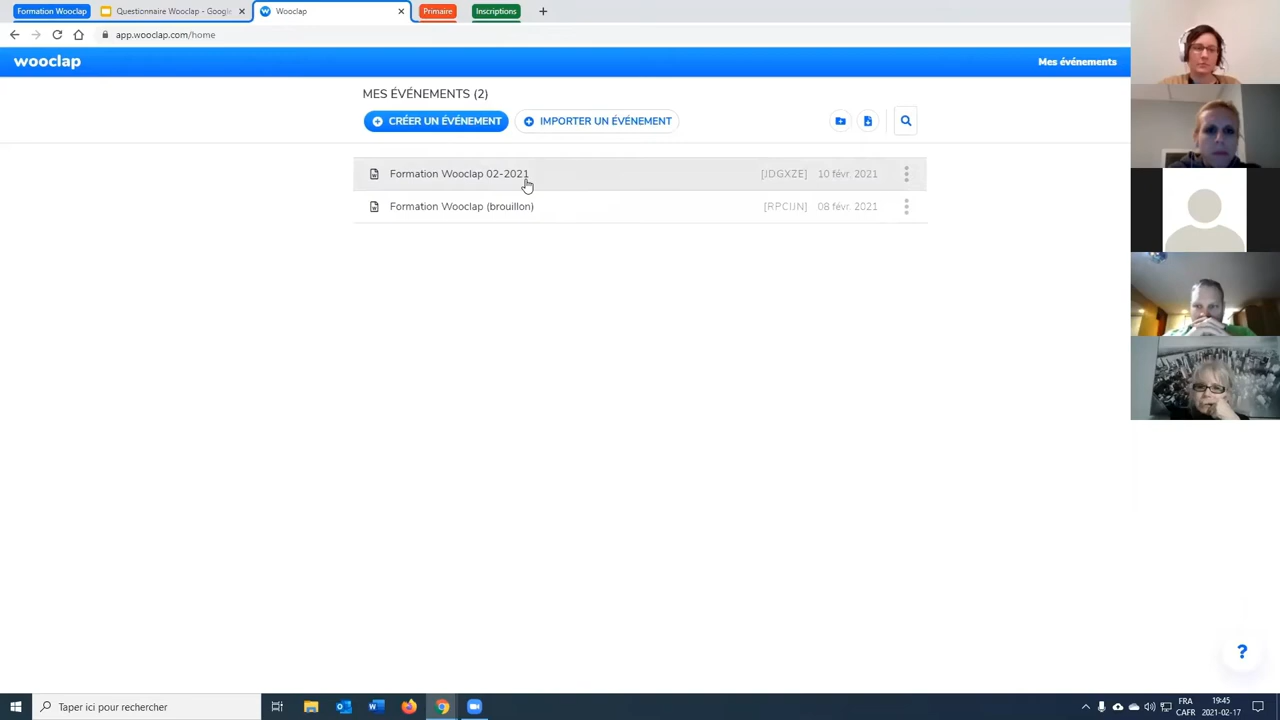 Formation Wooclap
Questionnaire Wooclap - Google
Wooclap
Primaire
Inscriptions
app.wooclap.com/home
wooclap
Mes événements
MES ÉVÉNEMENTS (2)
CRÉER UN ÉVÉNEMENT
IMPORTER UN ÉVÉNEMENT
Formation Wooclap 02-2021 [JDGXZE] 10 févr. 2021
Formation Wooclap (brouillon) [RPCIJN] 08 févr. 2021
?
Taper ici pour rechercher
FRA 19:45
CAFR 2021-02-17